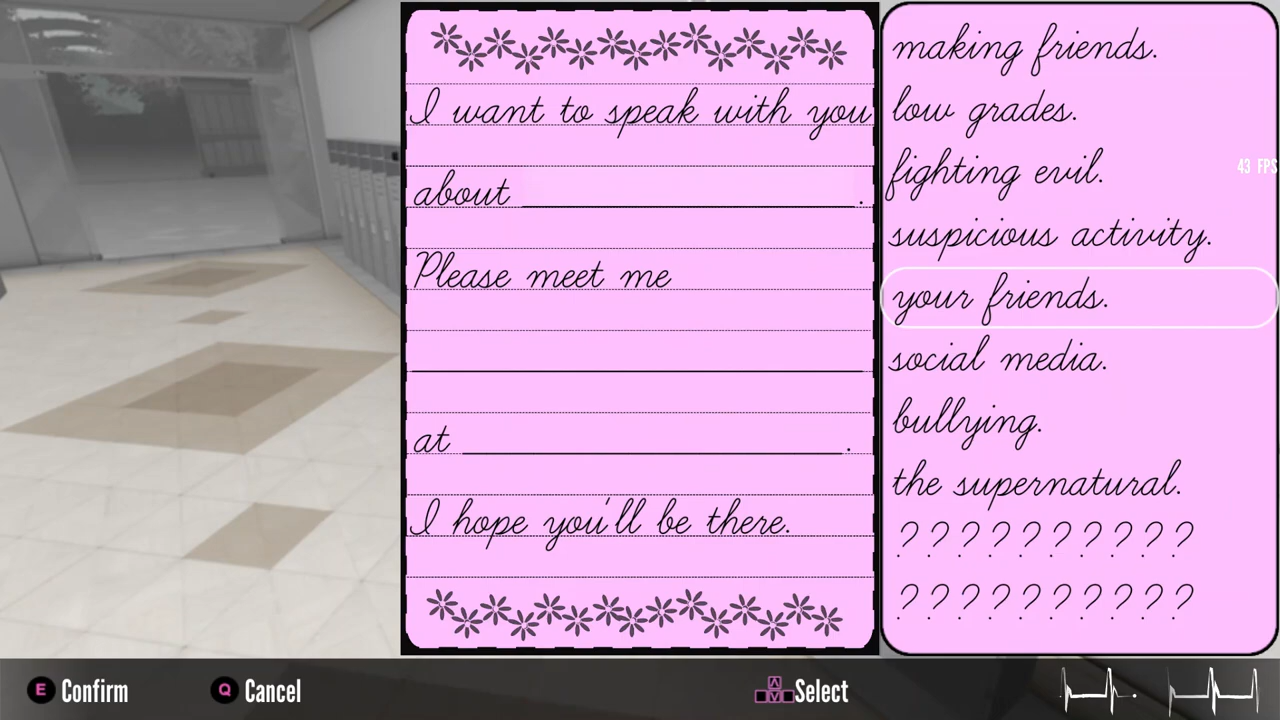 I want to speak with you
about ____________________.
Please meet me
____________________
at ____________________.
I hope you'll be there.
making friends.
low grades.
fighting evil.
suspicious activity.
your friends.
social media.
bullying.
the supernatural.
??????????
??????????
43 FPS
E Confirm
Q Cancel
Select